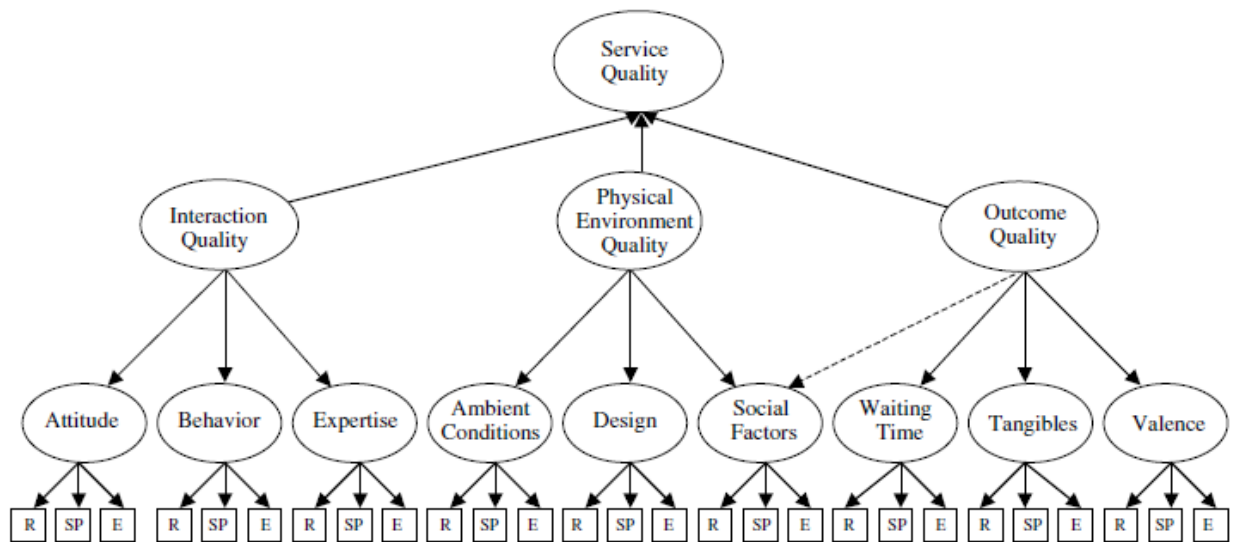 Service
Quality
Interaction
Quality
Physical
Environment
Quality
Outcome
Quality
Attitude
Behavior
Expertise
Ambient
Conditions
Design
Social
Factors
Waiting
Time
Tangibles
Valence
R SP E R SP E R SP E R SP E R SP E R SP E R SP E R SP E R SP E